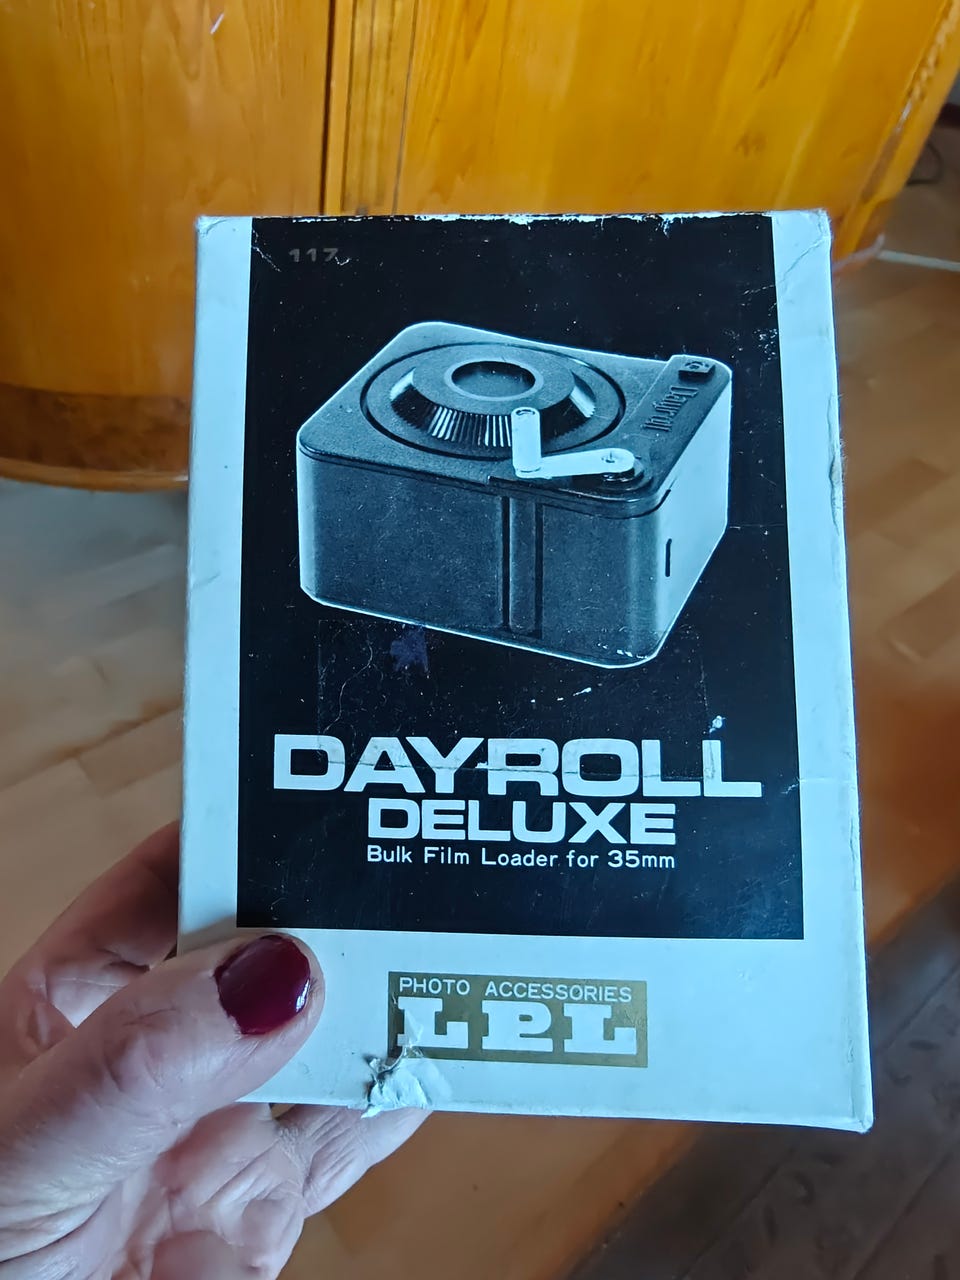 117
Dayroll
DAYROLL
DELUXE
Bulk Film Loader for 35mm
PHOTO ACCESSORIES
LPL